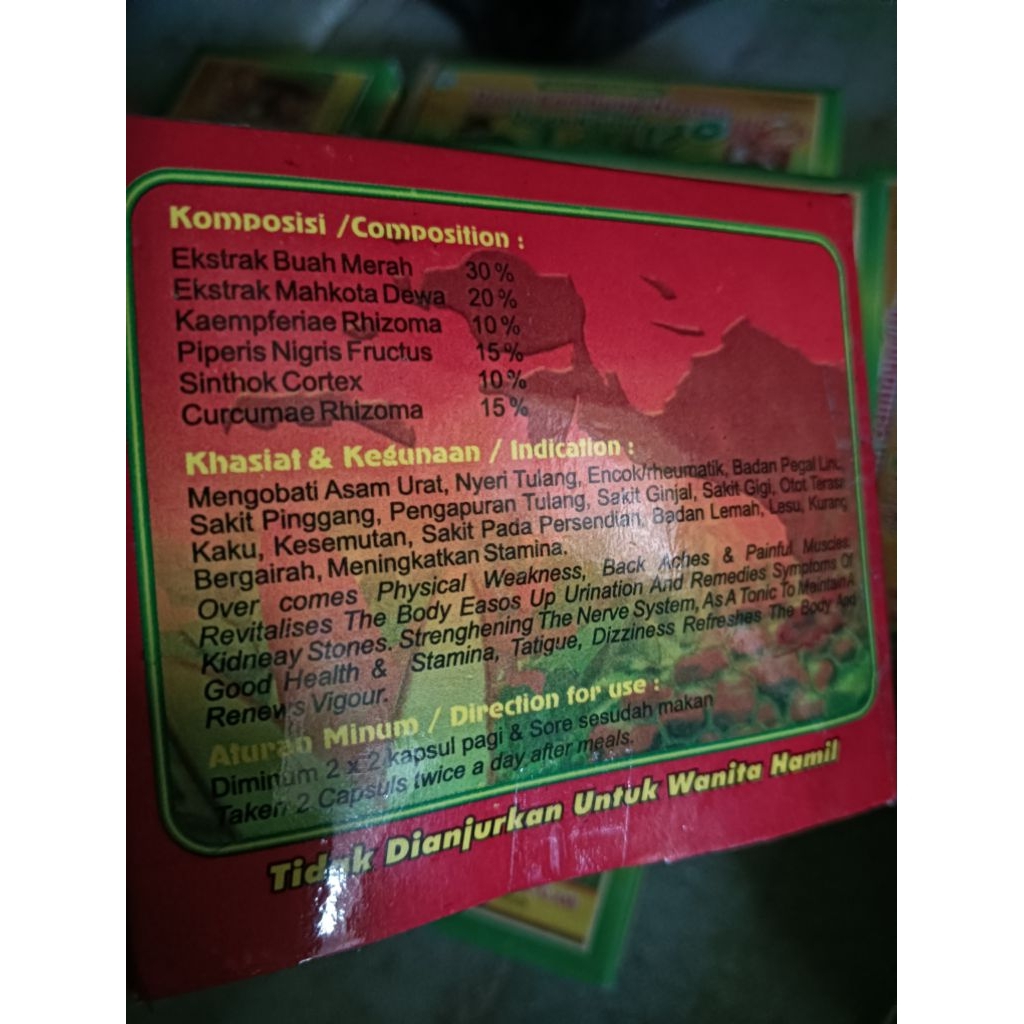 Komposisi /Composition :
Ekstrak Buah Merah 30%
Ekstrak Mahkota Dewa 20%
Kaempferiae Rhizoma 10%
Piperis Nigris Fructus 15%
Sinthok Cortex 10%
Curcumae Rhizoma 15%
Khasiat & Kegunaan / Indication :
Mengobati Asam Urat, Nyeri Tulang, Encok/rheumatik, Badan Pegal Linu,
Sakit Pinggang, Pengapuran Tulang, Sakit Ginjal, Sakit Gigi, Otot Terasa
Kaku, Kesemutan, Sakit Pada Persendian, Badan Lemah, Lesu, Kurang
Bergairah, Meningkatkan Stamina.
Over comes Physical Weakness, Back Aches & Painful Muscles.
Revitalises The Body Easos Up Urination And Remedies Symptoms Of
Kidneay Stones. Strenghening The Nerve System, As A Tonic To Maintain A
Good Health & Stamina, Tatigue, Dizziness Refreshes The Body And
Renews Vigour.
Aturan Minum / Direction for use :
Diminum 2 x 2 kapsul pagi & Sore sesudah makan
Taken 2 Capsuls twice a day after meals.
Tidak Dianjurkan Untuk Wanita Hamil